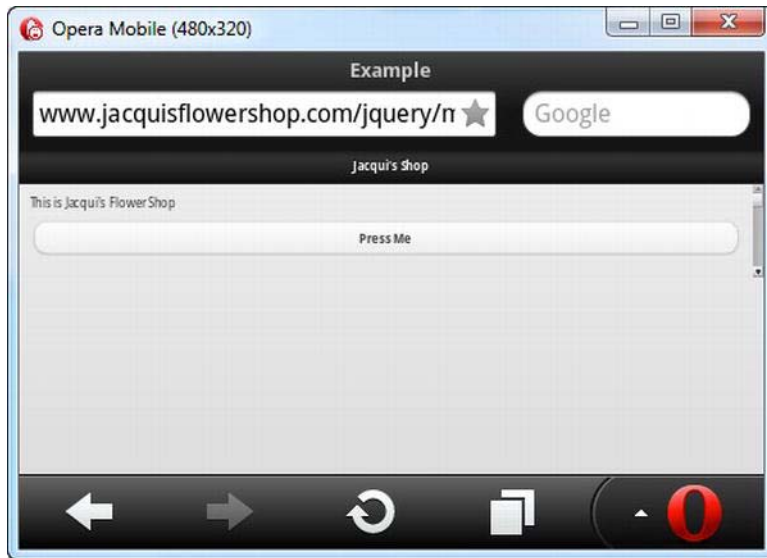 Opera Mobile (480x320)
Example
www.jacquisflowershop.com/jquery/m
Google
Jacqui's Shop
This is Jacqui's Flower Shop
Press Me